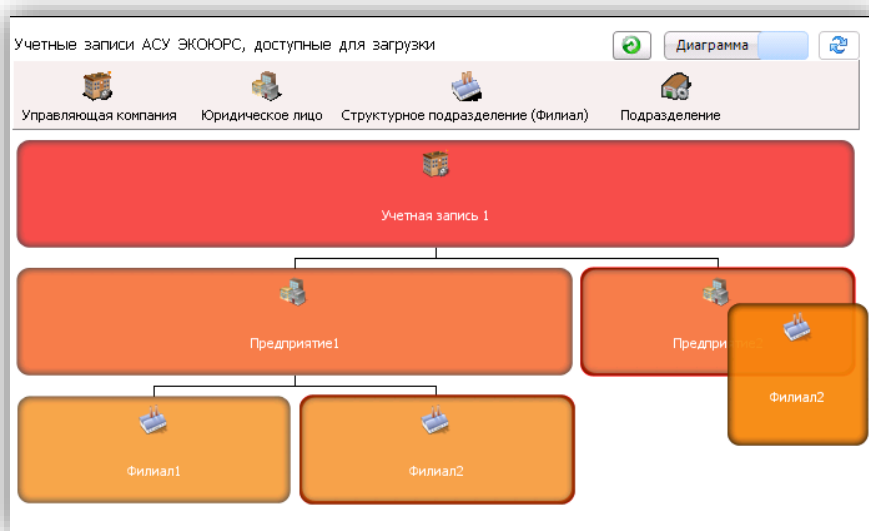 Учетные записи АСУ ЭКОЮРС, доступные для загрузки
Диаграмма
Управляющая компания
Юридическое лицо
Структурное подразделение (Филиал)
Подразделение
Учетная запись 1
Предприятие1
Предприятие2
Филиал2
Филиал1
Филиал2